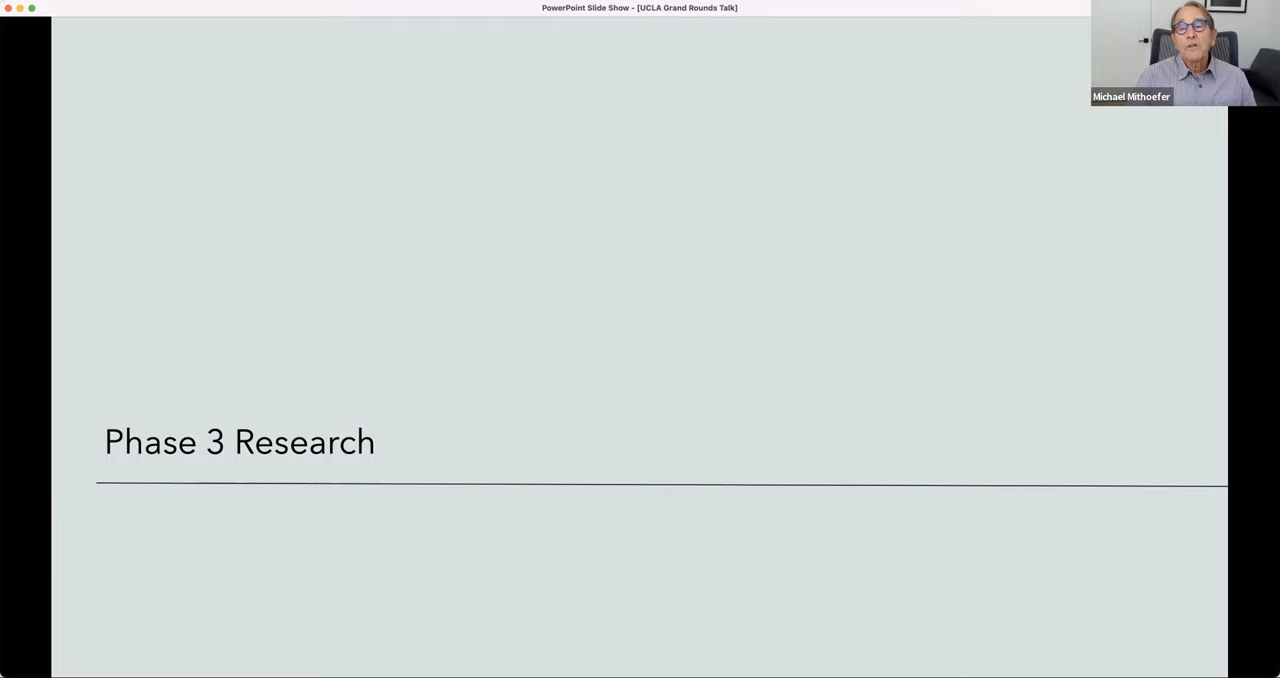 PowerPoint Slide Show - [UCLA Grand Rounds Talk]
Michael Mithoefer
Phase 3 Research